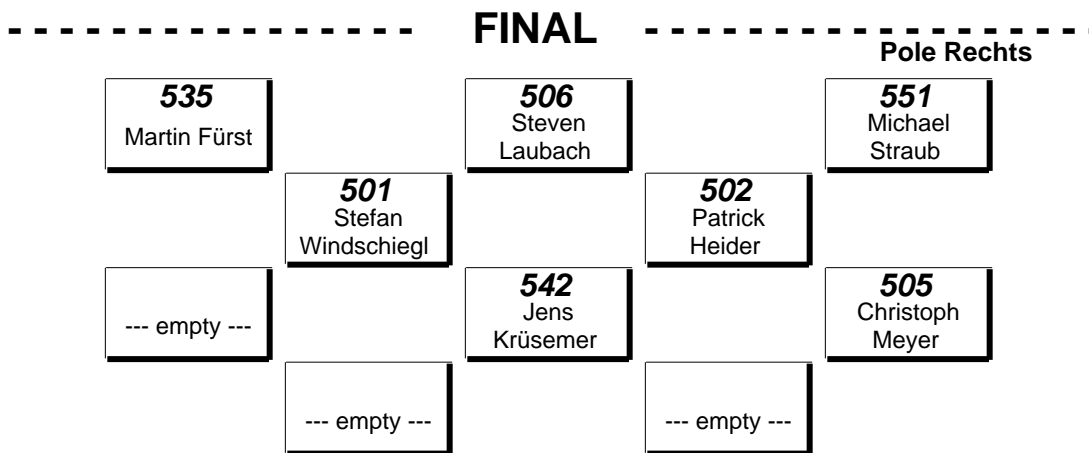 FINAL
Pole Rechts
535
Martin Fürst
506
Steven
Laubach
551
Michael
Straub
501
Stefan
Windschiegl
502
Patrick
Heider
--- empty ---
542
Jens
Krüsemer
505
Christoph
Meyer
--- empty ---
--- empty ---